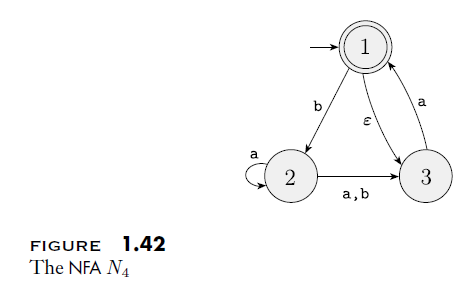 1
b
ε
a
a
2
a,b
3
FIGURE 1.42
The NFA N4